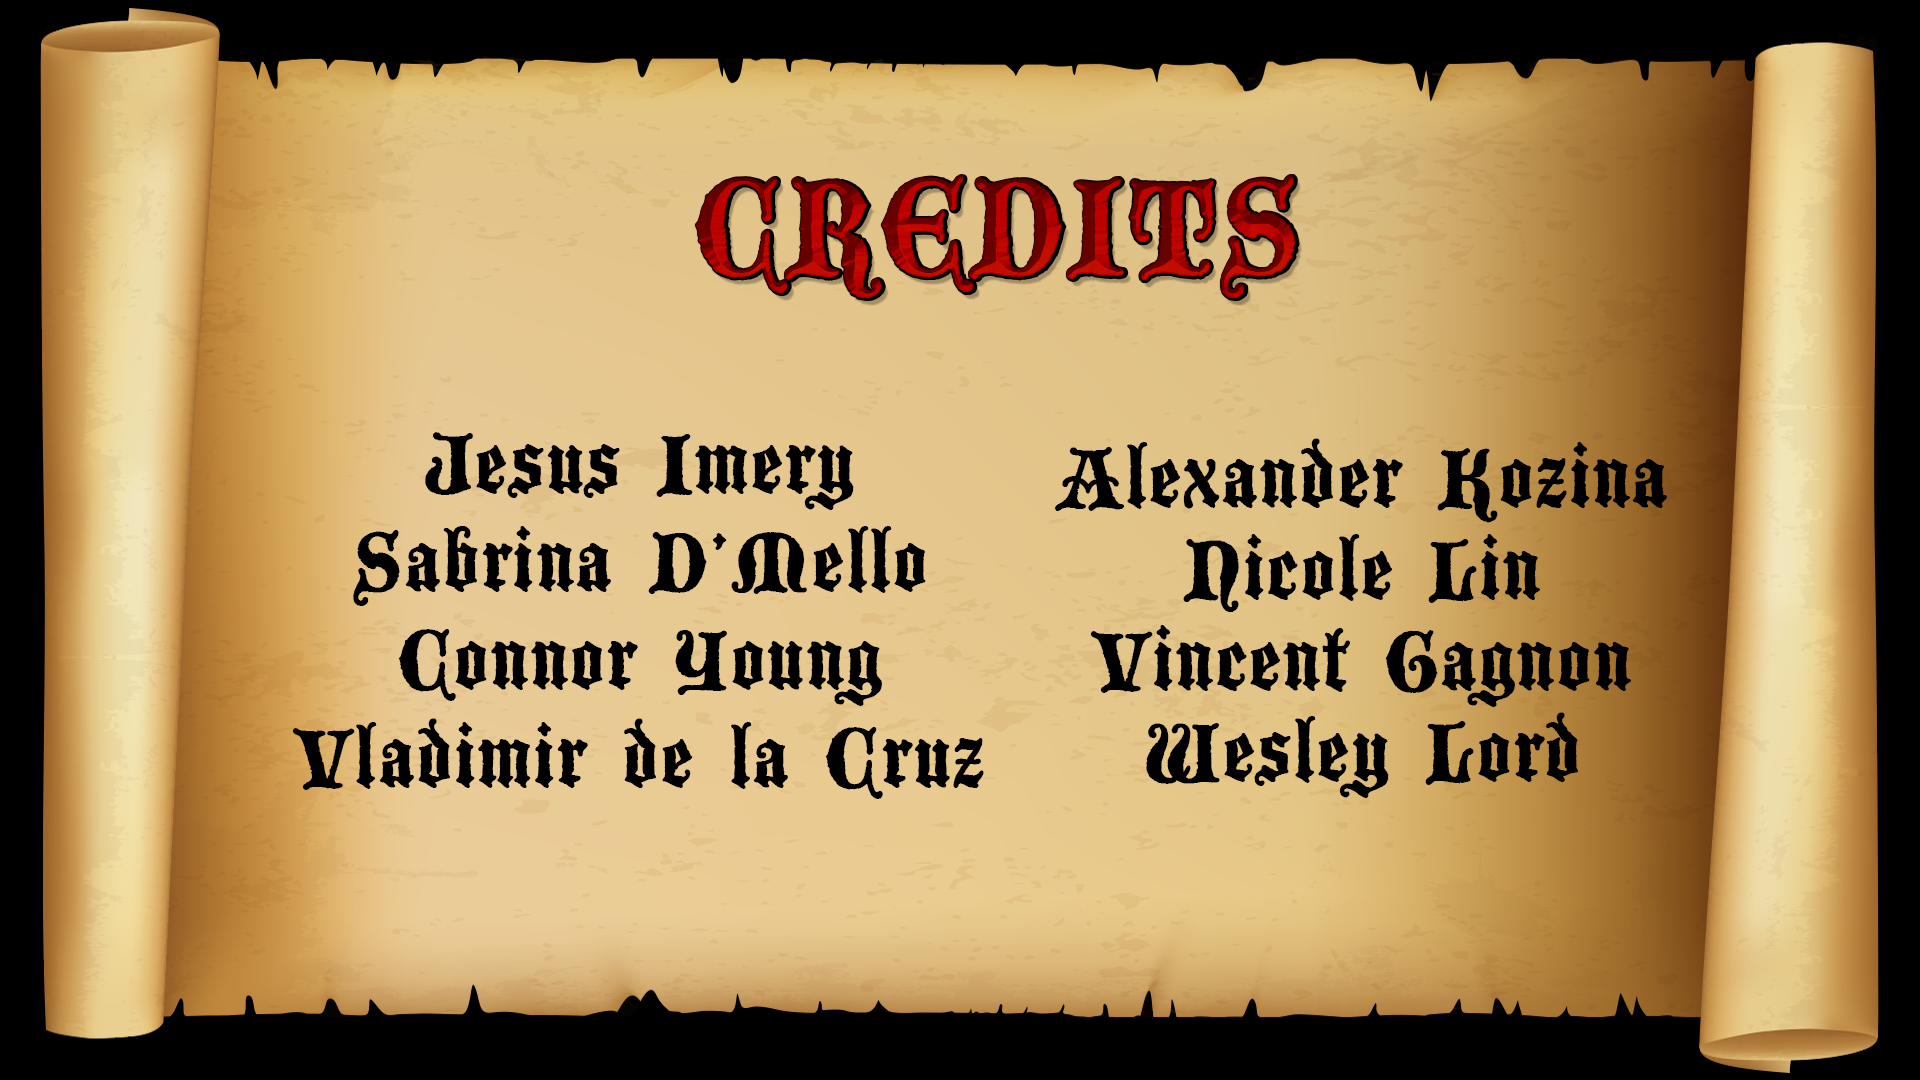 CREDITS
Jesus Imery
Sabrina D'Mello
Connor Young
Vladimir de la Cruz
Alexander Kozina
Nicole Lin
Vincent Gagnon
Wesley Lord